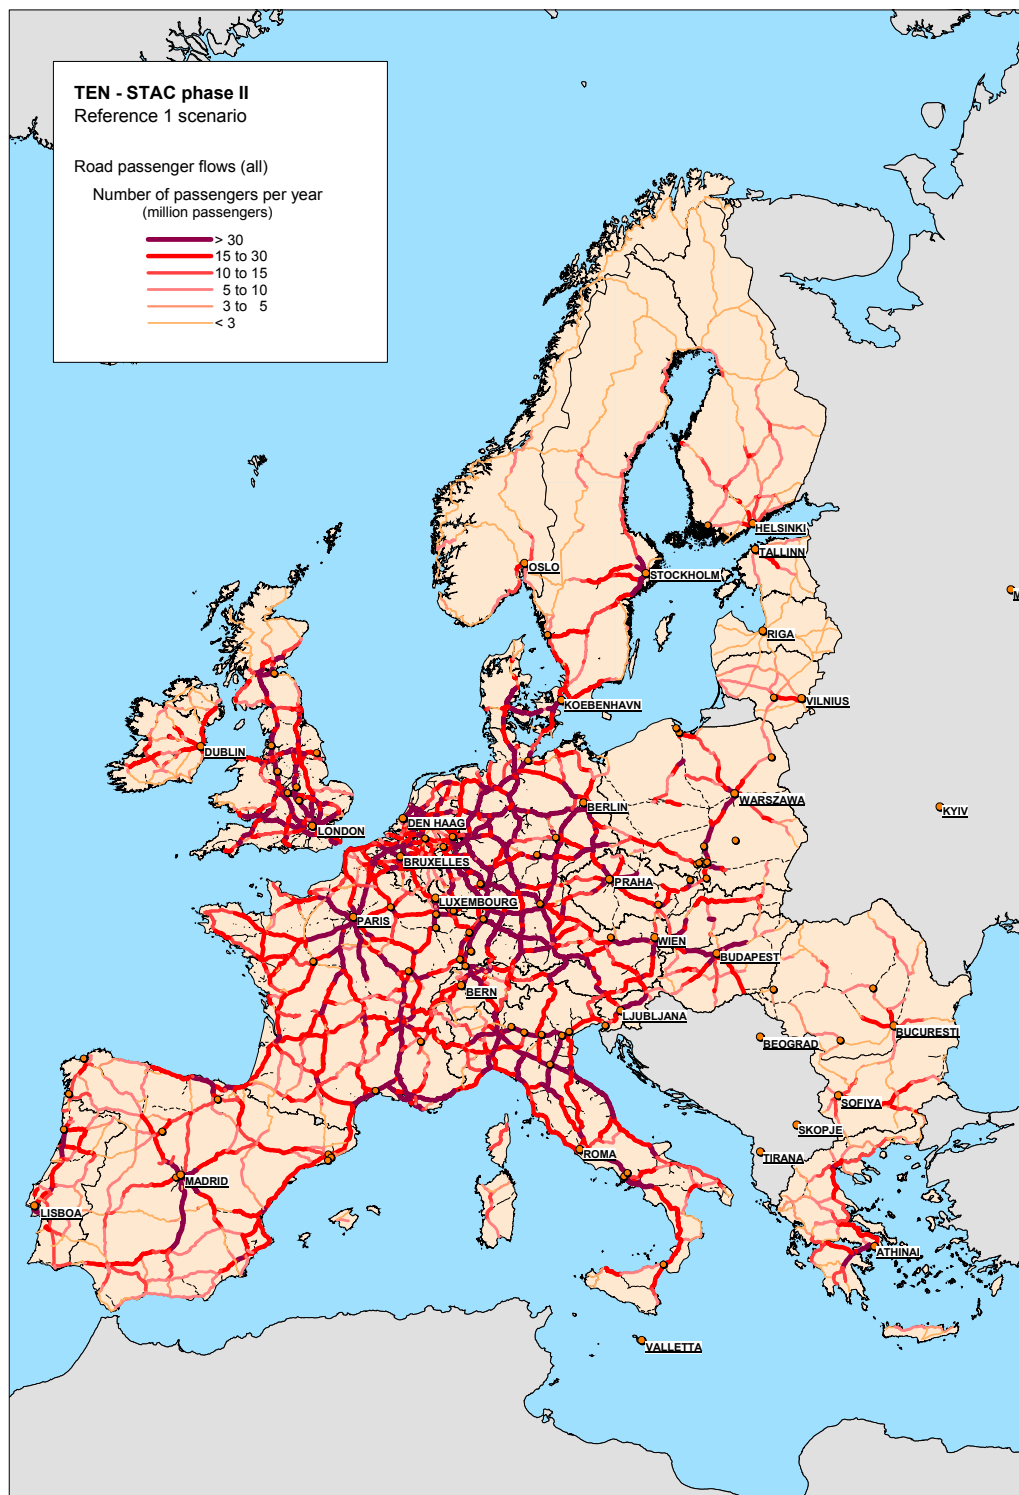 TEN - STAC phase II
Reference 1 scenario
Road passenger flows (all)
Number of passengers per year
(million passengers)
> 30
15 to 30
10 to 15
5 to 10
3 to 5
< 3
HELSINKI
TALLINN
OSLO
STOCKHOLM
M
RIGA
KOEBENHAVN
VILNIUS
DUBLIN
BERLIN
WARSZAWA
KYIV
DEN HAAG
LONDON
BRUXELLES
PRAHA
LUXEMBOURG
PARIS
WIEN
BUDAPEST
BERN
LJUBLJANA
BUCURESTI
BEOGRAD
SOFIYA
SKOPJE
ROMA
TIRANA
MADRID
LISBOA
ATHINAI
VALLETTA